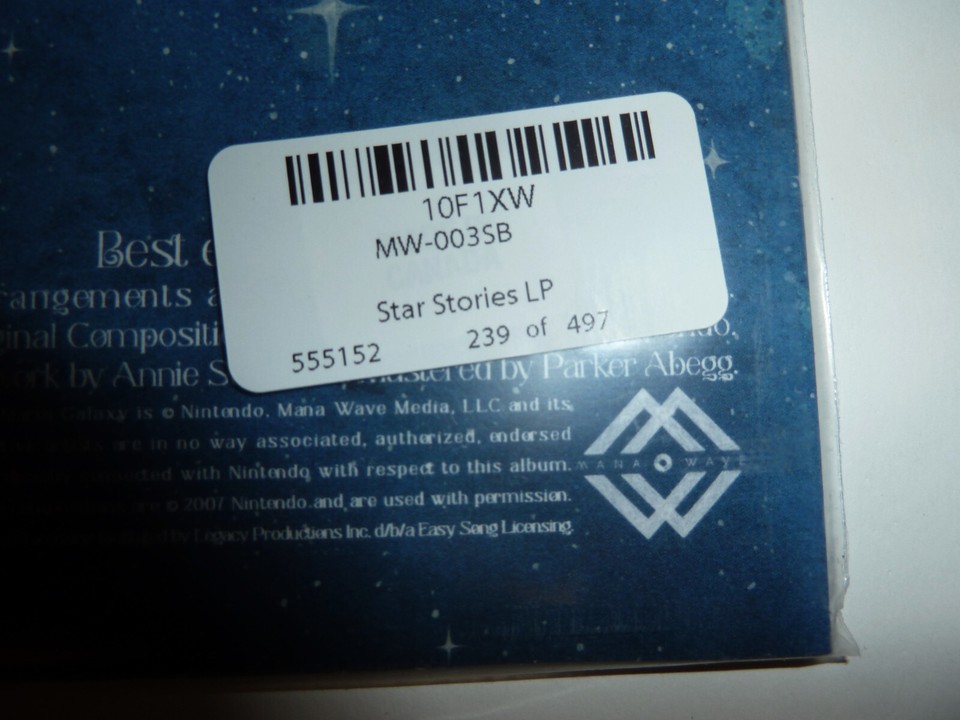 10F1XW
MW-003SB
Star Stories LP
239 of 497
555152
Best
rangements
ginal Compositi
by Annie S by Parker Abegg.
Galaxy is © Nintendo. Mana Wave Media, LLC and its
are in no way associated, authorized, endorsed
with Nintendo with respect to this album.
© 2007 Nintendo and are used with permission.
by Legacy Productions Inc. d/b/a Easy Song Licensing.
MANA WAVE